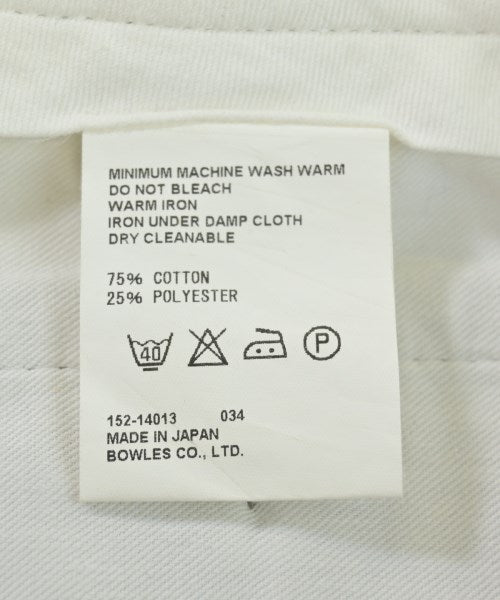 MINIMUM MACHINE WASH WARM
DO NOT BLEACH
WARM IRON
IRON UNDER DAMP CLOTH
DRY CLEANABLE
75% COTTON
25% POLYESTER
40 P
152-14013 034
MADE IN JAPAN
BOWLES CO., LTD.